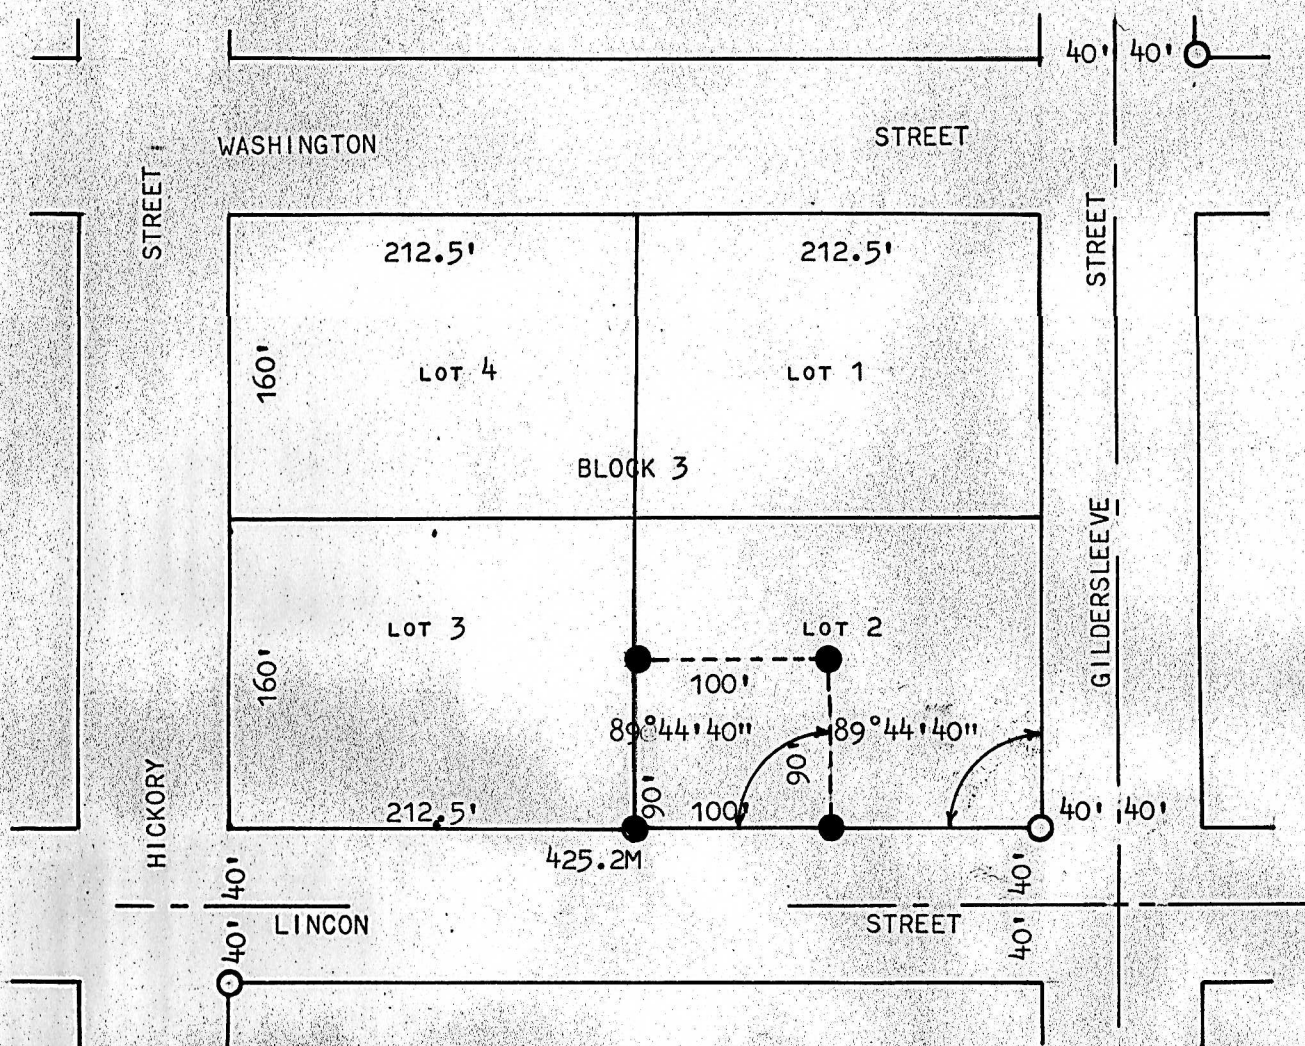 40' 40'
WASHINGTON STREET
STREET
STREET
212.5' 212.5'
160'
LOT 4 LOT 1
BLOCK 3
GILDERSLEEVE
LOT 3 LOT 2
160'
100'
89°44'40" 89°44'40"
90'
90'
HICKORY
212.5' 100' 40' 40'
425.2M
40' 40'
LINCON STREET
40' 40'